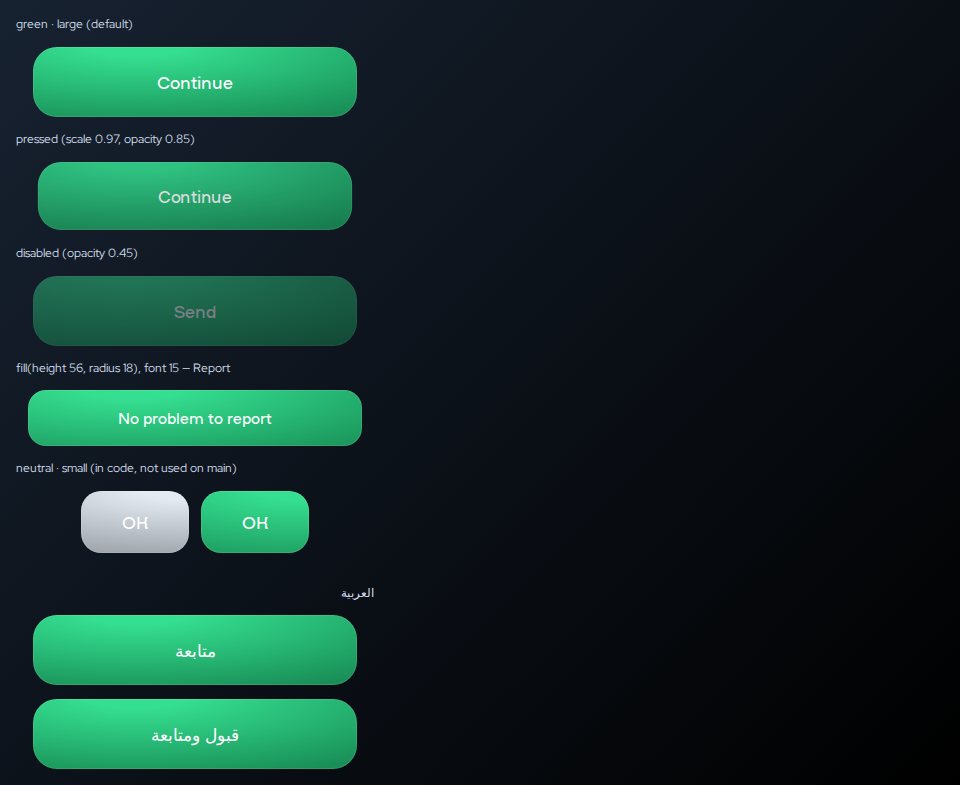 green · large (default)
Continue
pressed (scale 0.97, opacity 0.85)
Continue
disabled (opacity 0.45)
Send
fill(height 56, radius 18), font 15 — Report
No problem to report
neutral · small (in code, not used on main)
OK OK
العربية
متابعة
قبول ومتابعة